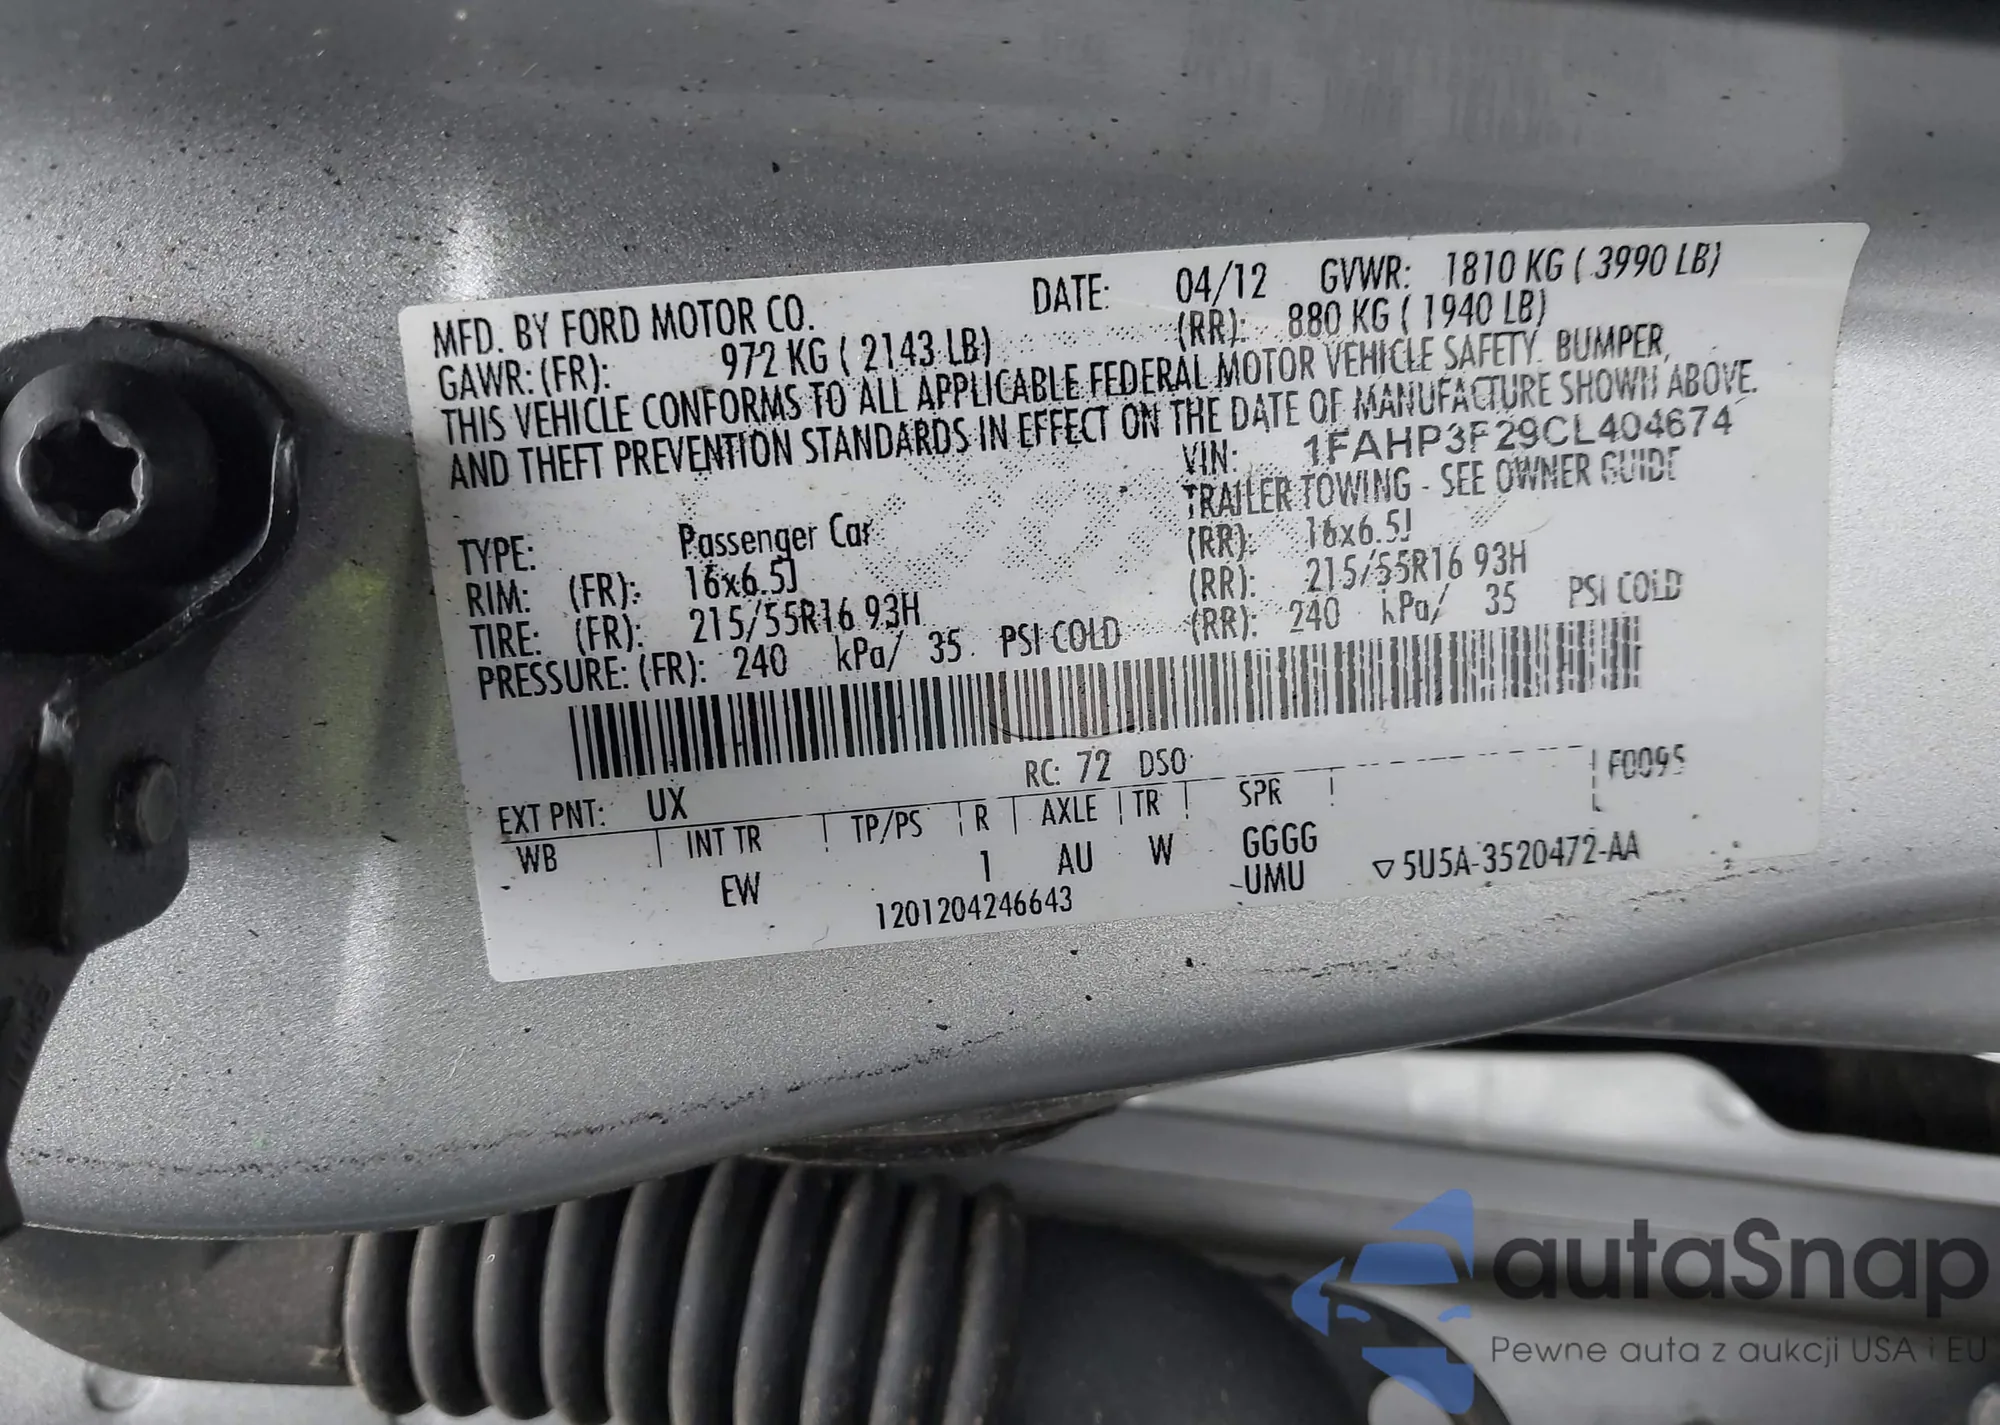 MFD. BY FORD MOTOR CO. DATE: 04/12 GVWR: 1810 KG ( 3990 LB)
GAWR: (FR): 972 KG ( 2143 LB) (RR): 880 KG ( 1940 LB)
THIS VEHICLE CONFORMS TO ALL APPLICABLE FEDERAL MOTOR VEHICLE SAFETY, BUMPER,
AND THEFT PREVENTION STANDARDS IN EFFECT ON THE DATE OF MANUFACTURE SHOWN ABOVE.
VIN: 1FAHP3F29CL404674
TRAILER TOWING - SEE OWNER GUIDE
TYPE: Passenger Car
RIM: (FR): 16x6.5J (RR): 16x6.5J
TIRE: (FR): 215/55R16 93H (RR): 215/55R16 93H
PRESSURE: (FR): 240 kPa/ 35 PSI COLD (RR): 240 kPa/ 35 PSI COLD
RC: 72 DSO: F0095
EXT PNT: UX
WB INT TR TP/PS R AXLE TR SPR
EW 1 AU W GGGG
UMU
1201204246643 ▽5U5A-3520472-AA
autaSnap
Pewne auta z aukcji USA i EU